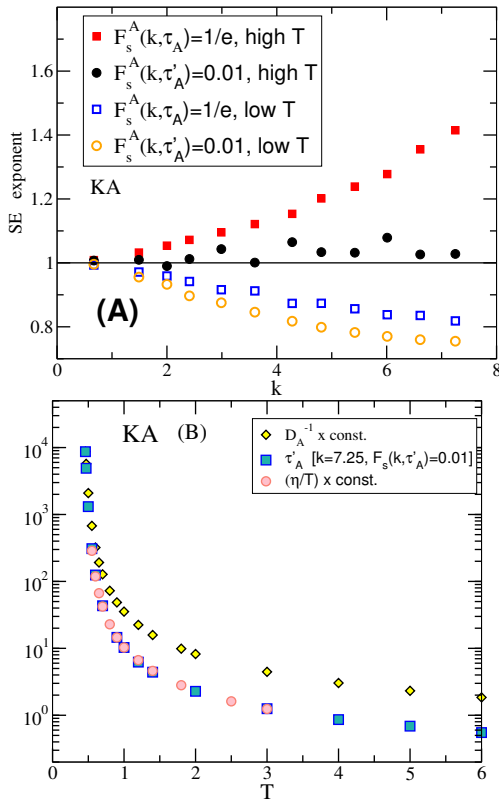 1.6
1.4
1.2
1
0.8
SE exponent
F_s^A(k,τ_A)=1/e, high T
F_s^A(k,τ'_A)=0.01, high T
F_s^A(k,τ_A)=1/e, low T
F_s^A(k,τ'_A)=0.01, low T
KA
(A)
0 2 4 6 8
k
KA (B)
D_A^-1 x const.
τ'_A [k=7.25, F_s(k,τ'_A)=0.01]
(η/T) x const.
10^4
10^3
10^2
10^1
10^0
0 1 2 3 4 5 6
T